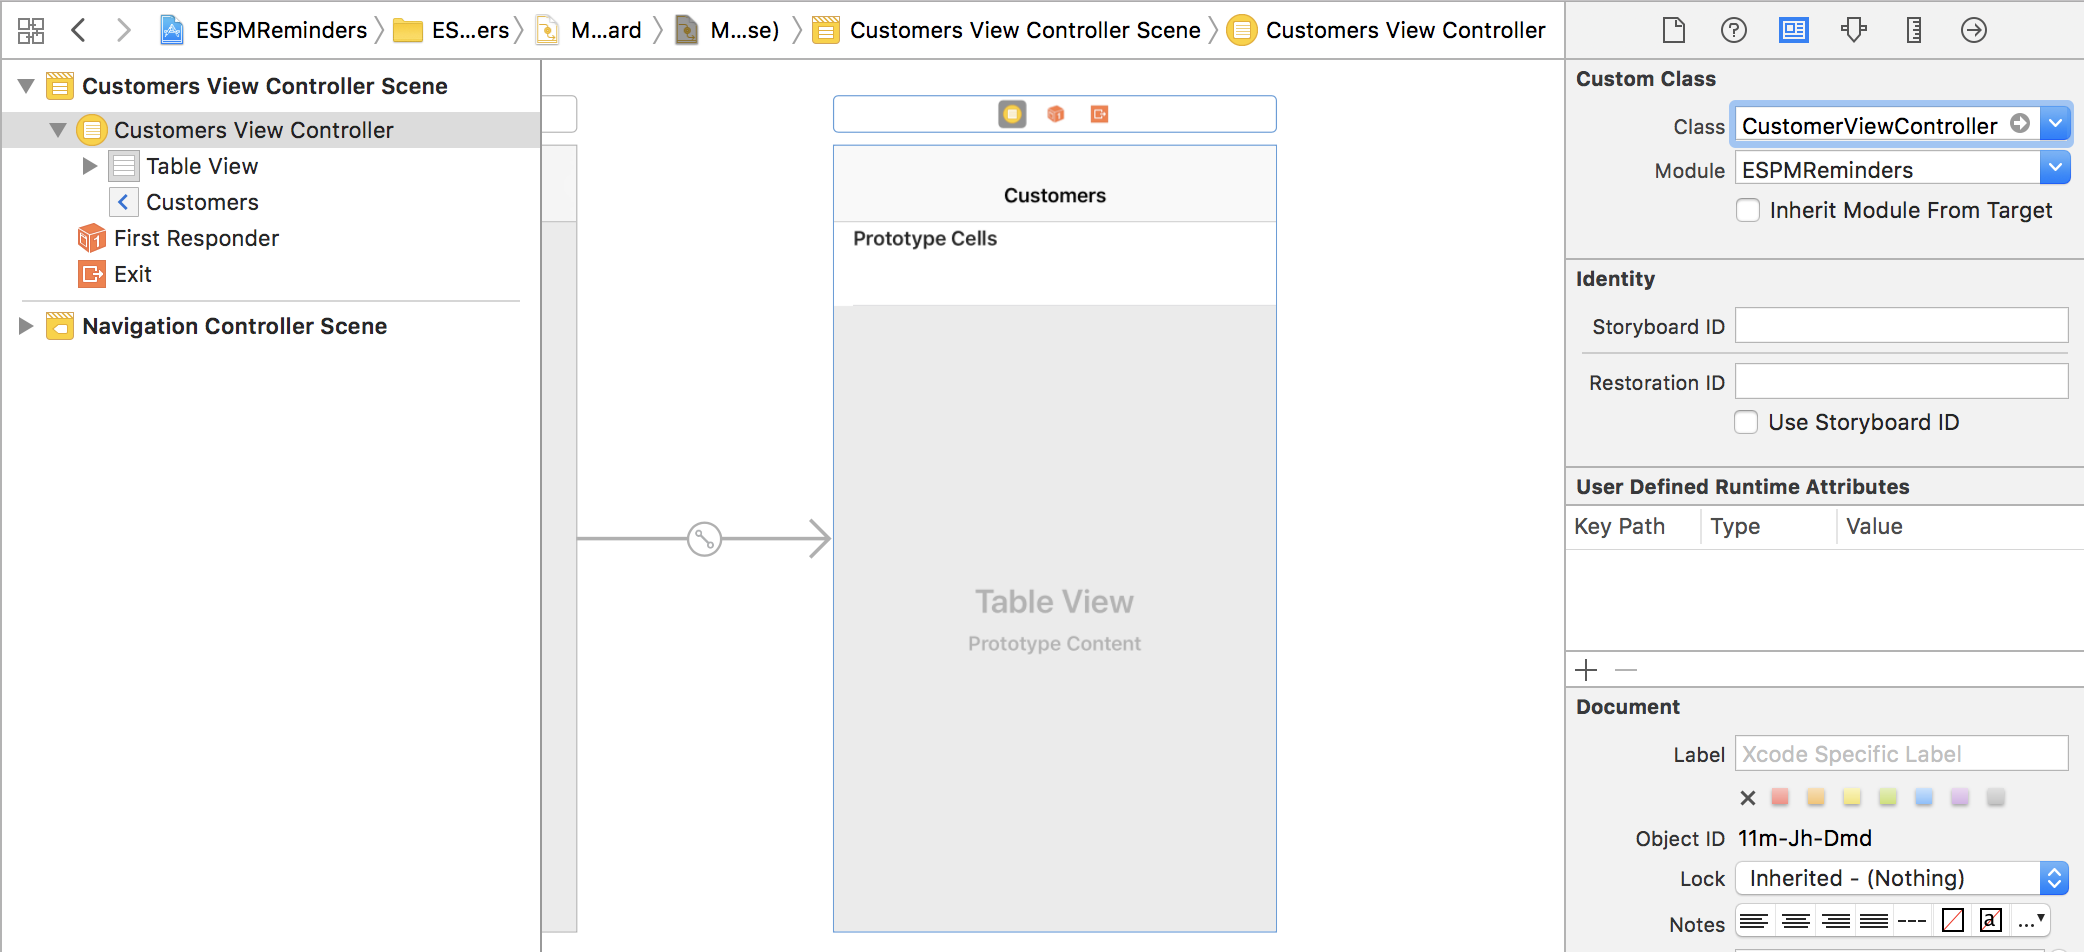 ESPMReminders
ES...ers
M...ard
M...se)
Customers View Controller Scene
Customers View Controller
Customers View Controller Scene
Customers View Controller
Table View
Customers
First Responder
Exit
Navigation Controller Scene
Customers
Prototype Cells
Table View
Prototype Content
Custom Class
Class CustomerViewController
Module ESPMReminders
Inherit Module From Target
Identity
Storyboard ID
Restoration ID
Use Storyboard ID
User Defined Runtime Attributes
Key Path Type Value
Document
Label Xcode Specific Label
Object ID 11m-Jh-Dmd
Lock Inherited - (Nothing)
Notes